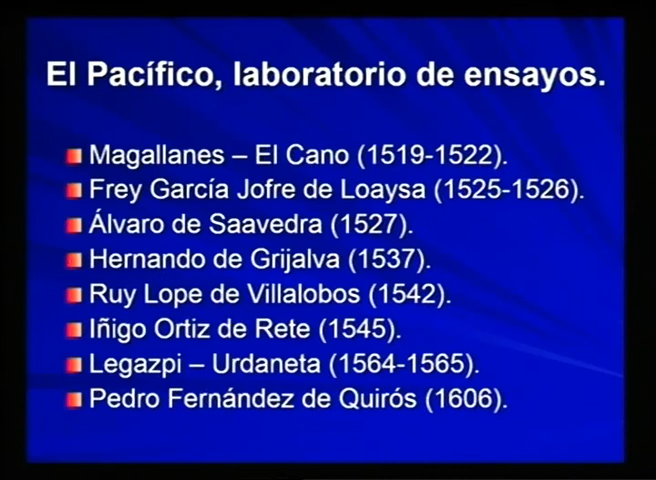 El Pacífico, laboratorio de ensayos.
Magallanes – El Cano (1519-1522).
Frey García Jofre de Loaysa (1525-1526).
Álvaro de Saavedra (1527).
Hernando de Grijalva (1537).
Ruy Lope de Villalobos (1542).
Iñigo Ortiz de Rete (1545).
Legazpi – Urdaneta (1564-1565).
Pedro Fernández de Quirós (1606).